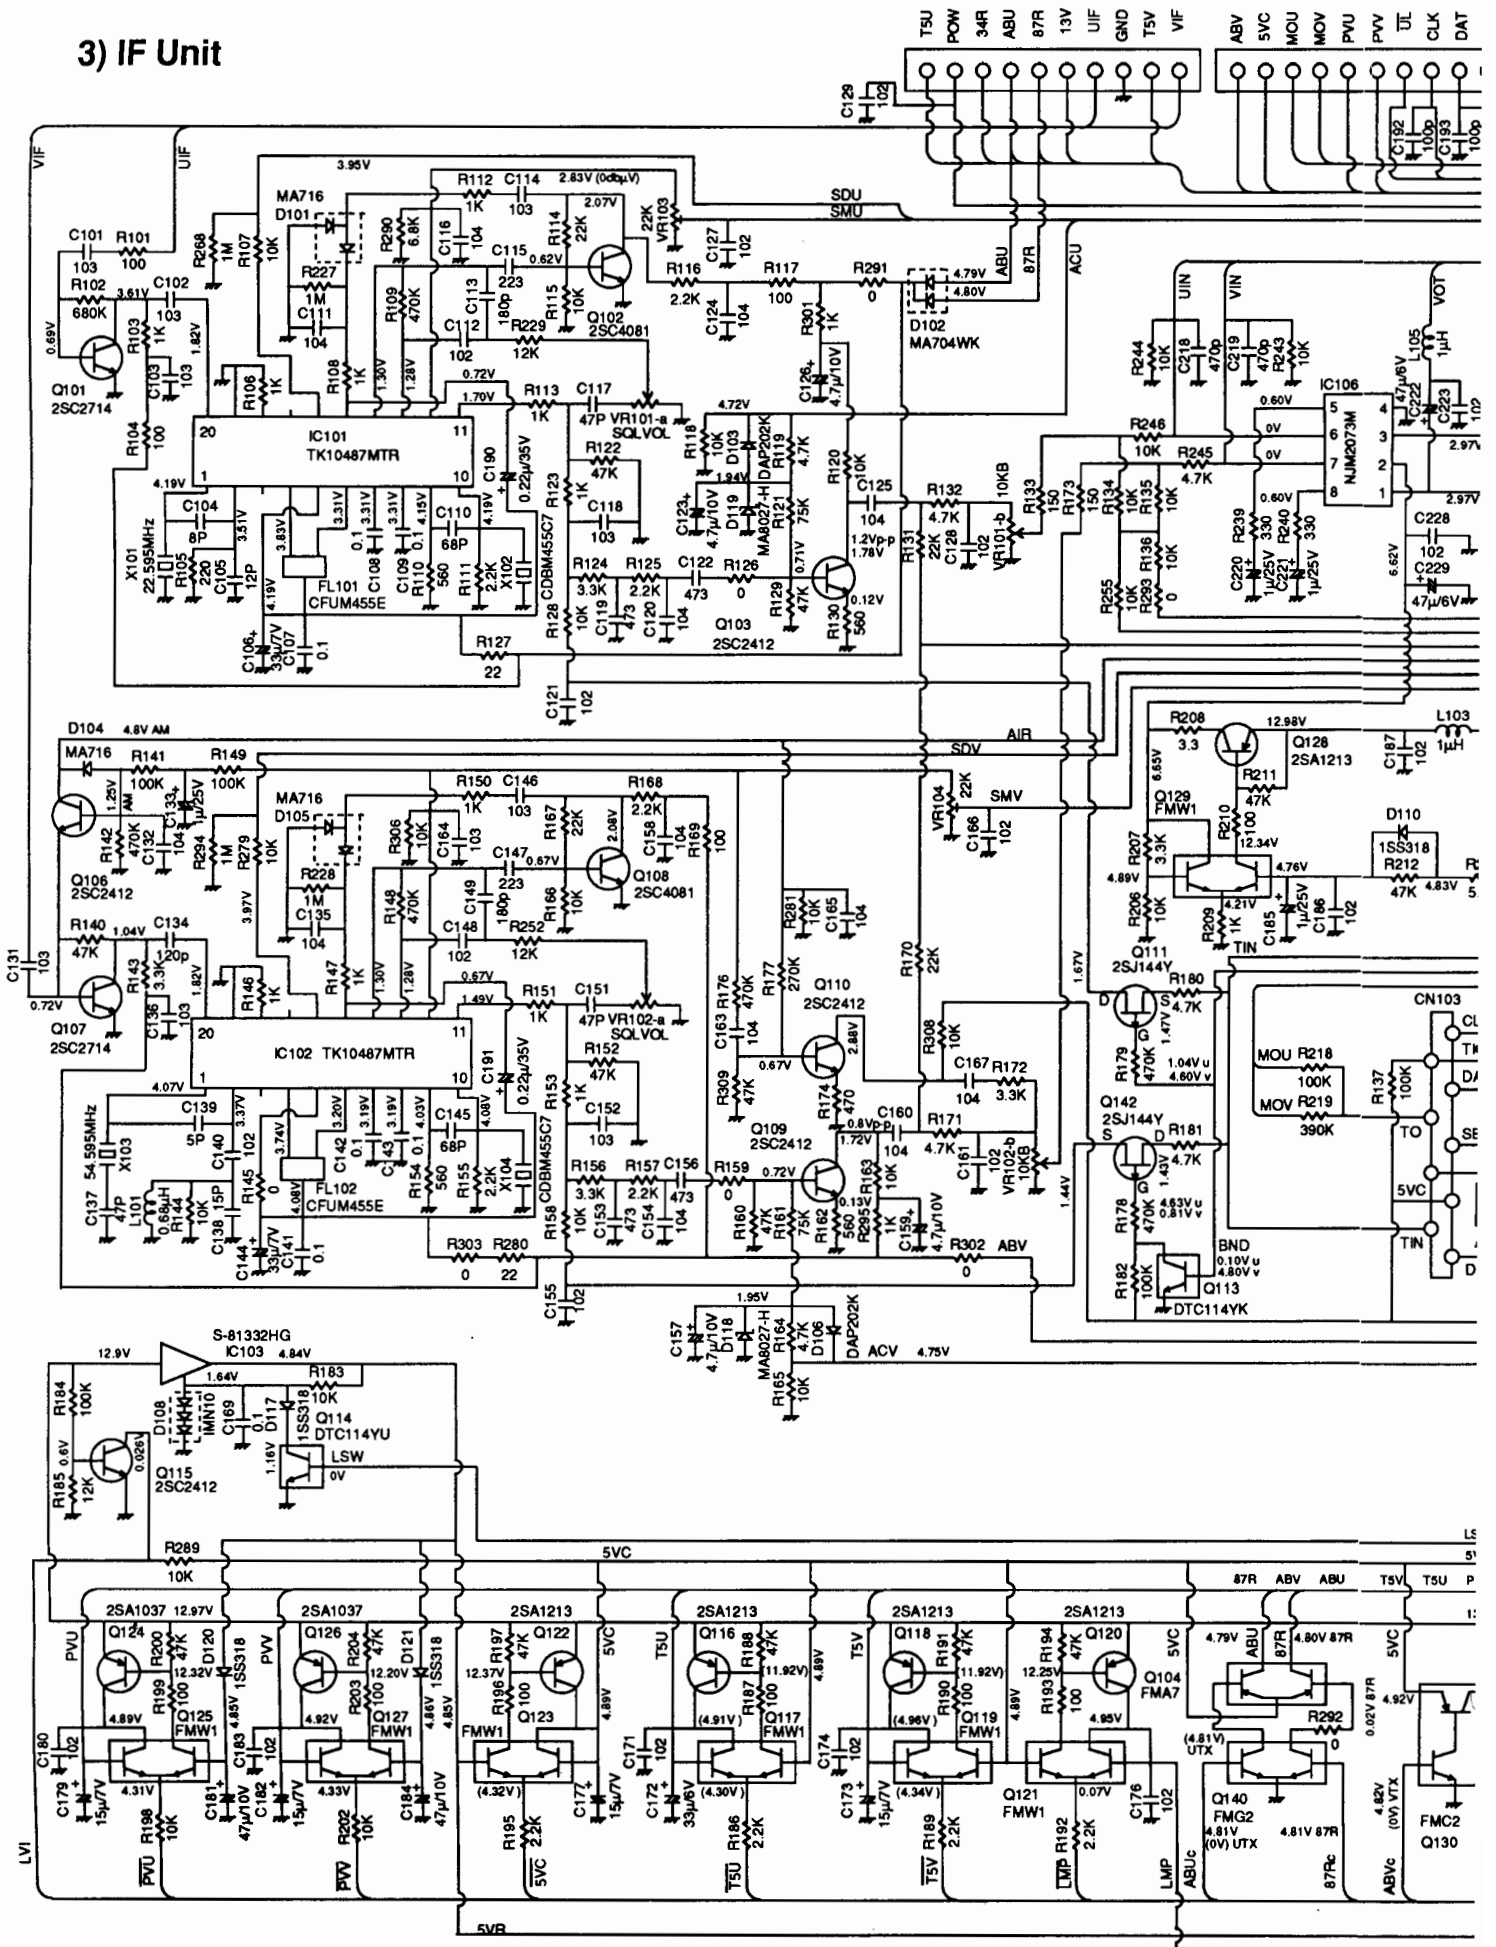 3) IF Unit
T5U POW 34R ABU 87R 13V UIF GND T5V VIF
ABV 5VC MOU MOV PVU PVV UL CLK DAT
C129 102
C192 100p C193 100p
VIF UIF
3.95V
MA716 D101
R112 1K C114 103
2.83V (0dbμV)
2.07V
22K VR103
SDU
SMU
C101 103 R101 100
R102 680K
3.61V
C102 103
R103 1K
C103 103
1.82V
0.69V
Q101 2SC2714
R104 100
R268 1M
R107 10K
R227 1M
C111 104
R106 1K
R108 1K
R290 6.8K
C116 104
R109 470K
C113 180p
C115 223
0.62V
R114 22K
R115 10K
Q102 2SC4081
C112 102
R229 12K
1.30V 1.28V
0.72V
1.70V
R113 1K
C117 47P
VR101-a SQLVOL
C127 102
R116 2.2K
R117 100
R291 0
C124 104
R301 1K
C126 4.7μ/10V
4.79V ABU
4.80V 87R
ACU
D102 MA704WK
20 11
IC101 TK10487MTR
1 10
C190 0.22μ/35V
4.19V
C104 8P
X101 22.595MHz
R105 220
C105 12P
3.51V
3.83V
4.19V
FL101 CFUM455E
3.31V
C108 0.1
3.31V
C109 0.1
3.31V
4.15V
R110 560
C110 68P
R111 2.2K
4.19V
X102 CDBM455C7
C106 33μ/7V
C107 0.1
R127 22
R122 47K
R123 1K
C118 103
R124 3.3K
R125 2.2K
C122 473
R126 0
R128 10K
C119 473
C120 104
C121 102
4.72V
R118 10K
D103 DAP202K
R119 4.7K
1.94V
C123 4.7μ/10V
D119 MA8027-H
R121 75K
0.71V
R120 10K
C125 104
1.2Vp-p
1.78V
Q103 2SC2412
R129 47K
R130 560
0.12V
R132 4.7K
R131 22K
C128 102
VR101-b 10KB
R133 150
R173 150
R134 10K
R135 10K
R136 10K
R255 10K
R293 0
R246 10K
R245 4.7K
UIN VIN VOT
R244 10K
C218 470p
C219 470p
R243 10K
L105 1μH
47μ/6V C222
C223 102
IC106 NJM2073M
5 6 7 8
4 3 2 1
0.60V
0V
0V
0.60V
2.97V
2.97V
R239 330
R240 330
C220 1μ/25V
C221 1μ/25V
6.62V
C228 102
C229 47μ/6V
D104 MA716
4.8V AM
R141 100K
R149 100K
1.25V AM
C133 1μ/25V
R142 470K
C132 104
Q106 2SC2412
R294 1M
R279 10K
3.97V
MA716 D105
R228 1M
C135 104
R306 10K
C164 103
R150 1K
C146 103
R167 22K
C147 223
0.67V
R166 10K
2.08V
R168 2.2K
C158 104
R169 100
Q108 2SC4081
R148 470K
C149 180p
C148 102
R252 12K
AIR
SDV
VR104 22K
SMV
C166 102
R208 3.3
12.98V
Q128 2SA1213
C187 102
L103 1μH
6.65V
R211 47K
R210 100
12.34V
Q129 FMW1
R207 3.3K
4.89V
R206 10K
4.21V
R209 1K
TIN
4.76V
C185 1μ/25V
C186 102
D110 1SS318
R212 47K
4.83V
R140 47K
1.04V
C134 120p
C131 103
0.72V
Q107 2SC2714
R143 3.3K
C136 103
1.82V
R146 1K
R147 1K
1.30V 1.28V
0.67V
1.49V
R151 1K
C151 47P
VR102-a SQLVOL
R281 10K
C165 104
R177 270K
R176 470K
C163 104
R309 47K
0.67V
Q110 2SC2412
2.88V
R174 470
R170 22K
R308 10K
C167 104
R172 3.3K
1.67V
Q111 2SJ144Y
D S G
1.47V
R180 4.7K
R179 470K
1.04V u
4.60V v
Q142 2SJ144Y
S D G
1.43V
R181 4.7K
1.44V
R178 470K
4.63V u
0.81V v
BND
0.10V u
4.80V v
R182 100K
Q113 DTC114YK
MOU R218 100K
MOV R219 390K
R137 100K
CN103
TO
5VC
TIN
20 11
IC102 TK10487MTR
1 10
C191 0.22μ/35V
4.07V
C139 5P
54.595MHz X103
C140 102
3.37V
C137 47P
L101 0.68μH
R144 10K
C138 15P
R145 0
3.74V
4.08V
FL102 CFUM455E
3.20V
C142 0.1
3.19V
C143 0.1
3.19V
4.03V
R154 560
C145 68P
R155 2.2K
4.08V
X104 CDBM455C7
C144 33μ/7V
C141 0.1
R303 0
R280 22
R153 1K
R152 47K
C152 103
R156 3.3K
R157 2.2K
C156 473
R158 10K
C153 473
C154 104
C155 102
R159 0
R160 47K
R161 75K
0.72V
Q109 2SC2412
0.8Vp-p
1.72V
C160 104
R171 4.7K
R163 10K
0.13V
R162 560
R295 1K
C159 4.7μ/10V
C161 102
VR102-b 10KB
R302 0
ABV
1.95V
C157 4.7μ/10V
D118 MA8027-H
R164 4.7K
D106 DAP202K
R165 10K
ACV 4.75V
S-81332HG IC103
12.9V
4.84V
1.64V
R183 10K
R184 100K
D108 IMN10
C169 0.1
D117 1SS318
Q114 DTC114YU
LSW
0V
1.16V
0.6V
0.026V
R185 12K
Q115 2SC2412
R289 10K
5VC
87R ABV ABU T5V T5U
2SA1037 12.97V 2SA1037 2SA1213 2SA1213 2SA1213 2SA1213
PVU Q124 R200 47K D120 1SS318
12.32V
R199 100
Q125 FMW1
4.89V
4.85V
C180 102
C179 15μ/7V
4.31V
R198 10K
C181 47μ/10V
PVU
PVV Q126 R204 47K D121 1SS318
12.20V
R203 100
Q127 FMW1
4.92V
4.86V
4.85V
C183 102
C182 15μ/7V
4.33V
R202 10K
C184 47μ/10V
PVV
R197 47K Q122 5VC
12.37V
R196 100
Q123 FMW1
4.89V
(4.32V)
C177 15μ/7V
R195 2.2K
5VC
T5U Q116 R188 47K
(11.92V)
4.89V
R187 100
Q117 FMW1
(4.91V)
C171 102
C172 33μ/6V
(4.30V)
R186 2.2K
T5U
T5V Q118 R191 47K
(11.92V)
4.89V
R190 100
Q119 FMW1
(4.96V)
C174 102
C173 15μ/7V
(4.34V)
R189 2.2K
T5V
R194 47K Q120 5VC
12.25V
R193 100
4.95V
Q121 FMW1
0.07V
C176 102
R192 2.2K
LMP
LMP
Q104 FMA7
4.79V ABU
87R 4.80V 87R
0.02V 87R
R292 0
(4.81V) UTX
Q140 FMG2
4.81V (0V) UTX
4.81V 87R
ABUc
87Rc
5VC
4.92V
4.82V (0V) VTX
FMC2 Q130
ABVc
LVI
5VR